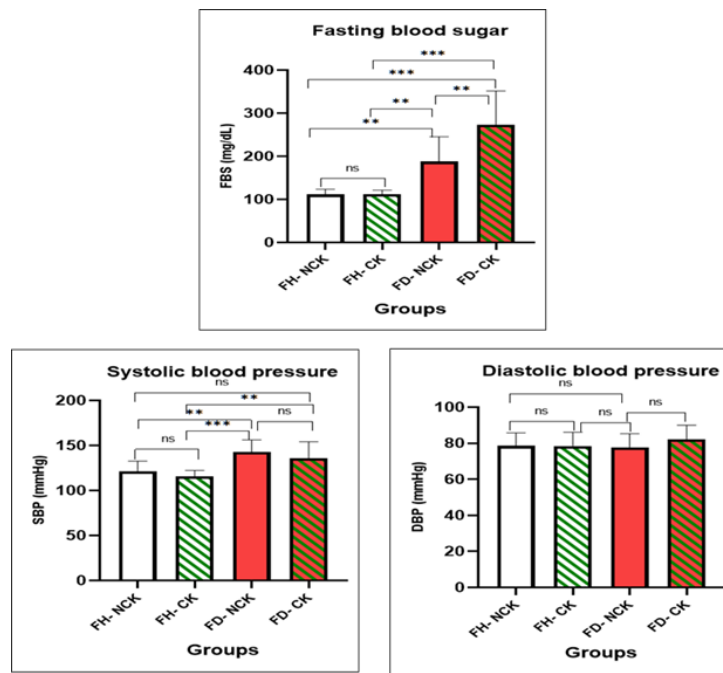 Fasting blood sugar
***
***
**
**
**
ns
400
300
200
100
0
FBS (mg/dL)
FH- NCK
FH- CK
FD- NCK
FD- CK
Groups
Systolic blood pressure
ns
**
**
ns
***
ns
200
150
100
50
0
SBP (mmHg)
FH- NCK
FH- CK
FD- NCK
FD- CK
Groups
Diastolic blood pressure
ns
ns
ns
ns
100
80
60
40
20
0
DBP (mmHg)
FH- NCK
FH- CK
FD- NCK
FD- CK
Groups